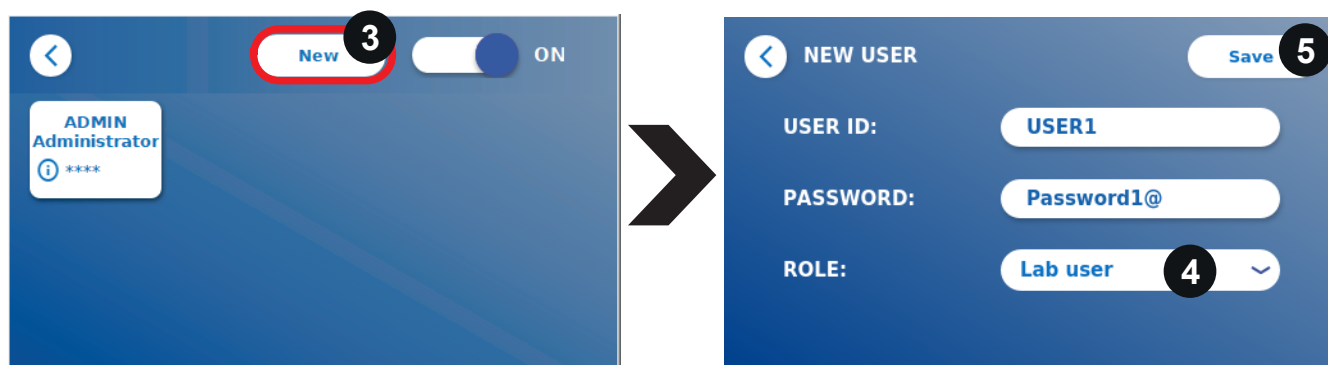 New
3
ON
ADMIN
Administrator
i ****
NEW USER
Save
5
USER ID:
USER1
PASSWORD:
Password1@
ROLE:
Lab user
4